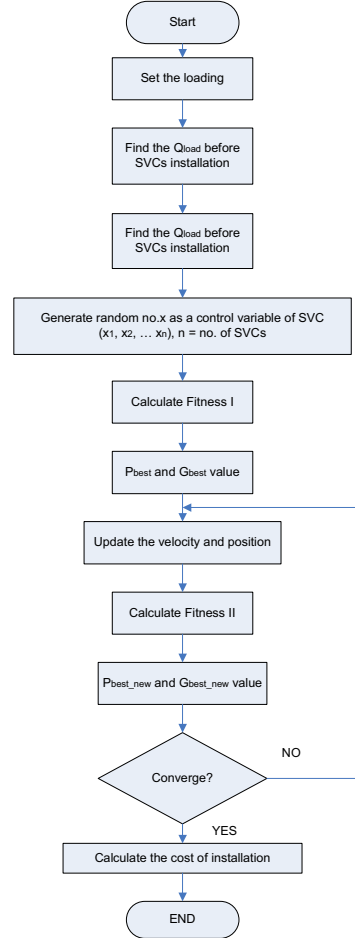 Start
Set the loading
Find the Qload before
SVCs installation
Find the Qload before
SVCs installation
Generate random no.x as a control variable of SVC
(x1, x2, … xn), n = no. of SVCs
Calculate Fitness I
Pbest and Gbest value
Update the velocity and position
Calculate Fitness II
Pbest_new and Gbest_new value
NO
Converge?
YES
Calculate the cost of installation
END